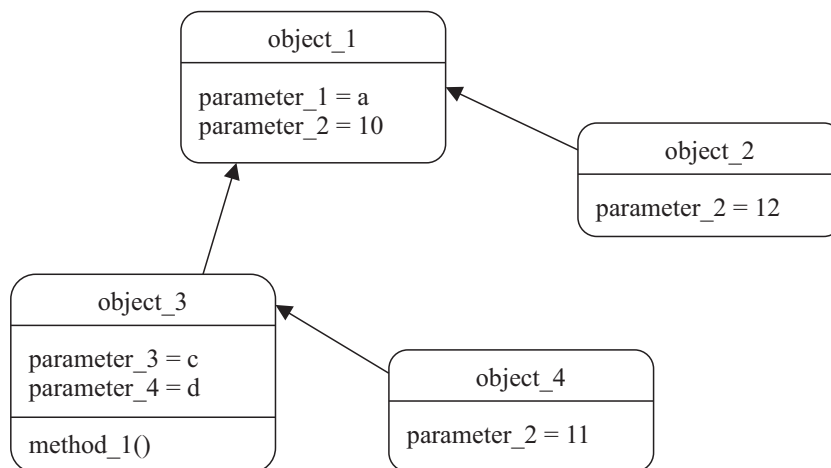 object_1
parameter_1 = a
parameter_2 = 10
object_2
parameter_2 = 12
object_3
parameter_3 = c
parameter_4 = d
method_1()
object_4
parameter_2 = 11